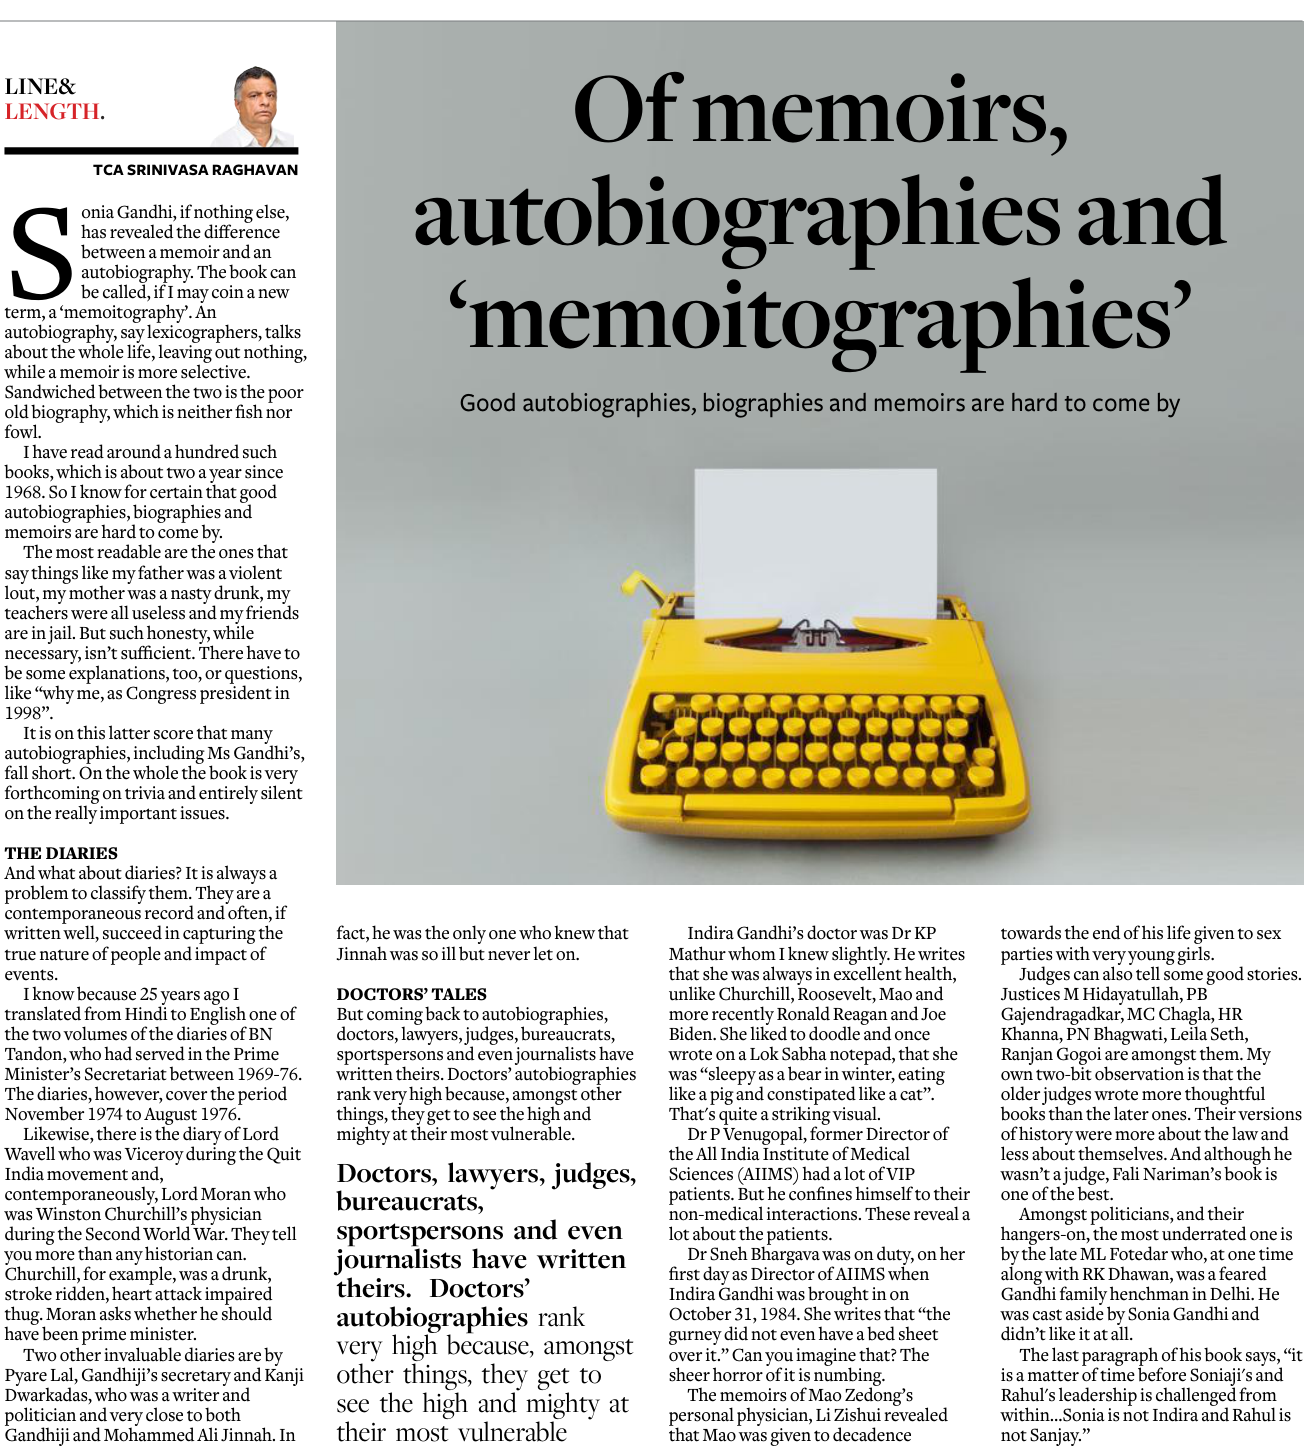 LINE&
LENGTH.
TCA SRINIVASA RAGHAVAN
Of memoirs,
autobiographies and
‘memoitographies’
Good autobiographies, biographies and memoirs are hard to come by
Sonia Gandhi, if nothing else,
has revealed the difference
between a memoir and an
autobiography. The book can
be called, if I may coin a new
term, a ‘memoitography’. An
autobiography, say lexicographers, talks
about the whole life, leaving out nothing,
while a memoir is more selective.
Sandwiched between the two is the poor
old biography, which is neither fish nor
fowl.
I have read around a hundred such
books, which is about two a year since
1968. So I know for certain that good
autobiographies, biographies and
memoirs are hard to come by.
The most readable are the ones that
say things like my father was a violent
lout, my mother was a nasty drunk, my
teachers were all useless and my friends
are in jail. But such honesty, while
necessary, isn’t sufficient. There have to
be some explanations, too, or questions,
like “why me, as Congress president in
1998”.
It is on this latter score that many
autobiographies, including Ms Gandhi’s,
fall short. On the whole the book is very
forthcoming on trivia and entirely silent
on the really important issues.
THE DIARIES
And what about diaries? It is always a
problem to classify them. They are a
contemporaneous record and often, if
written well, succeed in capturing the
true nature of people and impact of
events.
I know because 25 years ago I
translated from Hindi to English one of
the two volumes of the diaries of BN
Tandon, who had served in the Prime
Minister’s Secretariat between 1969-76.
The diaries, however, cover the period
November 1974 to August 1976.
Likewise, there is the diary of Lord
Wavell who was Viceroy during the Quit
India movement and,
contemporaneously, Lord Moran who
was Winston Churchill’s physician
during the Second World War. They tell
you more than any historian can.
Churchill, for example, was a drunk,
stroke ridden, heart attack impaired
thug. Moran asks whether he should
have been prime minister.
Two other invaluable diaries are by
Pyare Lal, Gandhiji’s secretary and Kanji
Dwarkadas, who was a writer and
politician and very close to both
Gandhiji and Mohammed Ali Jinnah. In
fact, he was the only one who knew that
Jinnah was so ill but never let on.
DOCTORS’ TALES
But coming back to autobiographies,
doctors, lawyers, judges, bureaucrats,
sportspersons and even journalists have
written theirs. Doctors’ autobiographies
rank very high because, amongst other
things, they get to see the high and
mighty at their most vulnerable.
Doctors, lawyers, judges,
bureaucrats,
sportspersons and even
journalists have written
theirs. Doctors’
autobiographies rank
very high because, amongst
other things, they get to
see the high and mighty at
their most vulnerable
Indira Gandhi’s doctor was Dr KP
Mathur whom I knew slightly. He writes
that she was always in excellent health,
unlike Churchill, Roosevelt, Mao and
more recently Ronald Reagan and Joe
Biden. She liked to doodle and once
wrote on a Lok Sabha notepad, that she
was “sleepy as a bear in winter, eating
like a pig and constipated like a cat”.
That’s quite a striking visual.
Dr P Venugopal, former Director of
the All India Institute of Medical
Sciences (AIIMS) had a lot of VIP
patients. But he confines himself to their
non-medical interactions. These reveal a
lot about the patients.
Dr Sneh Bhargava was on duty, on her
first day as Director of AIIMS when
Indira Gandhi was brought in on
October 31, 1984. She writes that “the
gurney did not even have a bed sheet
over it.” Can you imagine that? The
sheer horror of it is numbing.
The memoirs of Mao Zedong’s
personal physician, Li Zishui revealed
that Mao was given to decadence
towards the end of his life given to sex
parties with very young girls.
Judges can also tell some good stories.
Justices M Hidayatullah, PB
Gajendragadkar, MC Chagla, HR
Khanna, PN Bhagwati, Leila Seth,
Ranjan Gogoi are amongst them. My
own two-bit observation is that the
older judges wrote more thoughtful
books than the later ones. Their versions
of history were more about the law and
less about themselves. And although he
wasn’t a judge, Fali Nariman’s book is
one of the best.
Amongst politicians, and their
hangers-on, the most underrated one is
by the late ML Fotedar who, at one time
along with RK Dhawan, was a feared
Gandhi family henchman in Delhi. He
was cast aside by Sonia Gandhi and
didn’t like it at all.
The last paragraph of his book says, “it
is a matter of time before Soniaji’s and
Rahul’s leadership is challenged from
within...Sonia is not Indira and Rahul is
not Sanjay.”